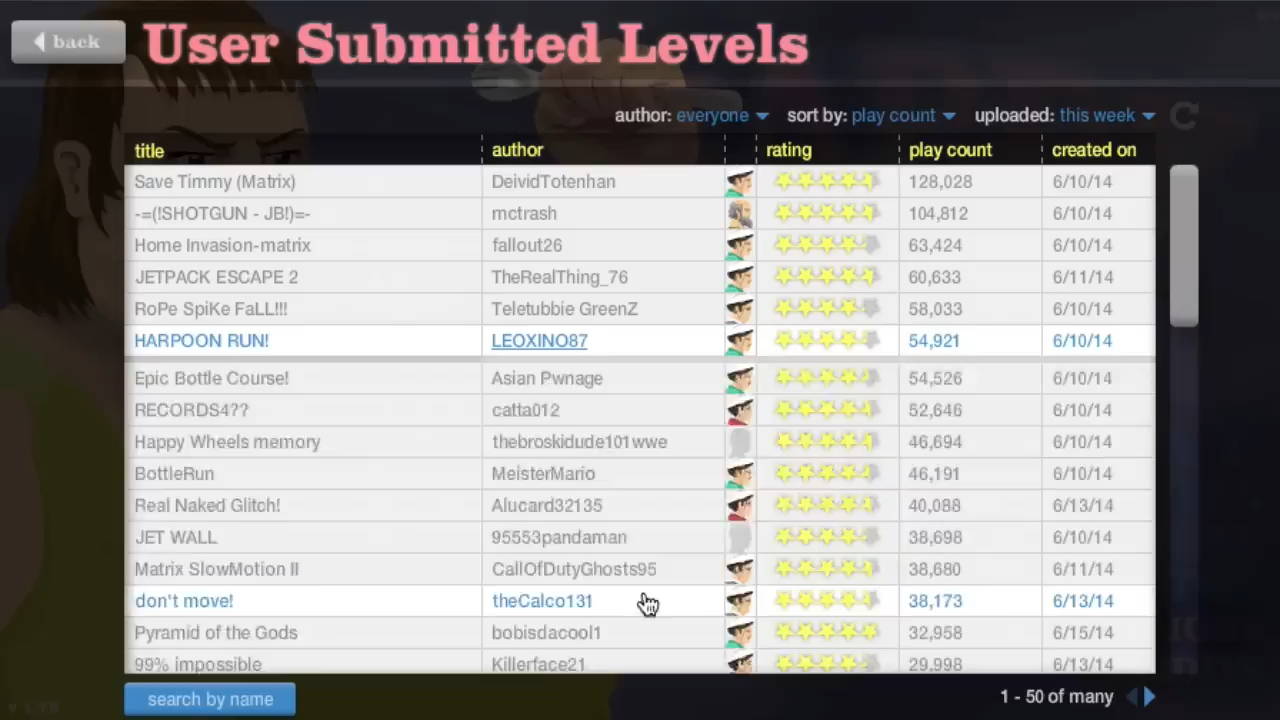 back
User Submitted Levels
author: everyone sort by: play count uploaded: this week
title author rating play count created on
Save Timmy (Matrix) DeividTotenhan 128,028 6/10/14
-=(!SHOTGUN - JB!)=- mctrash 104,812 6/10/14
Home Invasion-matrix fallout26 63,424 6/10/14
JETPACK ESCAPE 2 TheRealThing_76 60,633 6/11/14
RoPe SpiKe FaLL!!! Teletubbie GreenZ 58,033 6/10/14
HARPOON RUN! LEOXINO87 54,921 6/10/14
Epic Bottle Course! Asian Pwnage 54,526 6/10/14
RECORDS4?? catta012 52,646 6/10/14
Happy Wheels memory thebroskidude101wwe 46,694 6/10/14
BottleRun MeisterMario 46,191 6/10/14
Real Naked Glitch! Alucard32135 40,088 6/13/14
JET WALL 95553pandaman 38,698 6/10/14
Matrix SlowMotion II CallOfDutyGhosts95 38,680 6/11/14
don't move! theCalco131 38,173 6/13/14
Pyramid of the Gods bobisdacool1 32,958 6/15/14
99% impossible Killerface21 29,998 6/13/14
search by name 1 - 50 of many